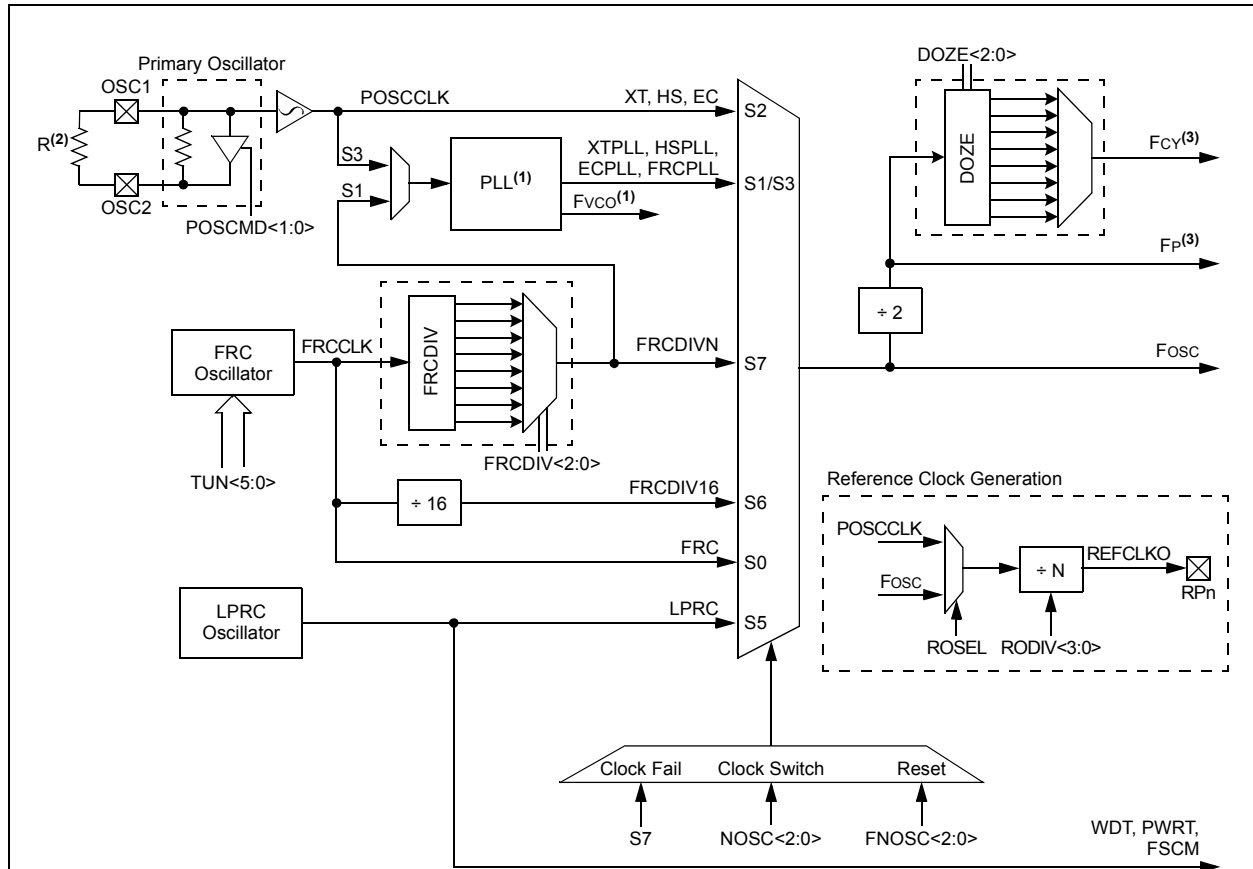 Primary Oscillator
DOZE<2:0>
OSC1
POSCCLK
XT, HS, EC
S2
R(2)
DOZE
FCY(3)
S3
XTPLL, HSPLL,
ECPLL, FRCPLL
PLL(1)
S1/S3
S1
FVCO(1)
OSC2
POSCMD<1:0>
FP(3)
÷ 2
FRC
Oscillator
FRCCLK
FRCDIV
FRCDIVN
S7
FOSC
TUN<5:0>
FRCDIV<2:0>
÷ 16
FRCDIV16
S6
FRC
S0
Reference Clock Generation
POSCCLK
FOSC
÷ N
REFCLKO
RPn
ROSEL
RODIV<3:0>
LPRC
Oscillator
LPRC
S5
Clock Fail
Clock Switch
Reset
S7
NOSC<2:0>
FNOSC<2:0>
WDT, PWRT,
FSCM